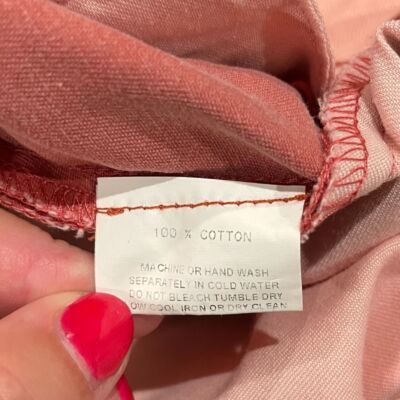 100 % COTTON
MACHINE OR HAND WASH
SEPARATELY IN COLD WATER
DO NOT BLEACH TUMBLE DRY
OW COOL IRON OR DRY CLEAN